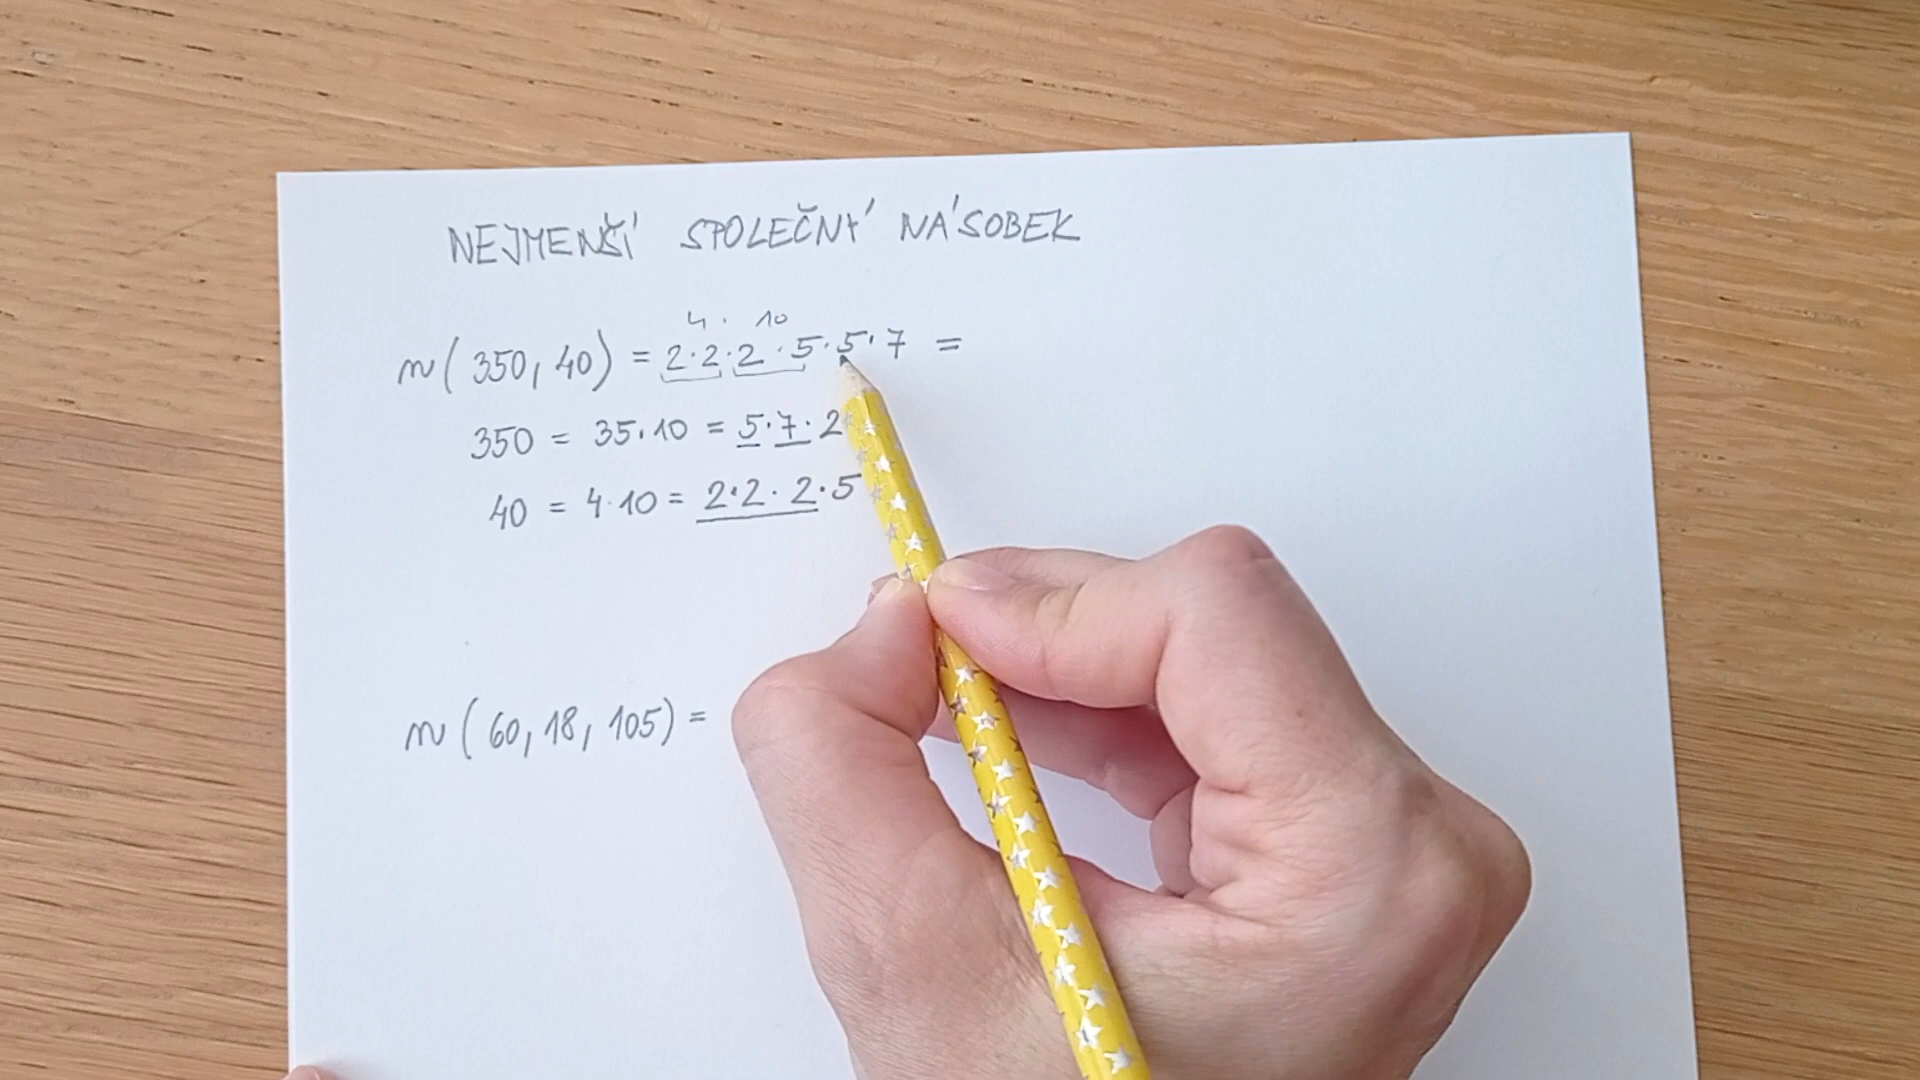 NEJMENŠÍ SPOLEČNÝ NÁSOBEK
4 · 10
n(350, 40) = 2·2·2·5·5·7 =
350 = 35·10 = 5·7·2
40 = 4·10 = 2·2·2·5
n(60, 18, 105) =